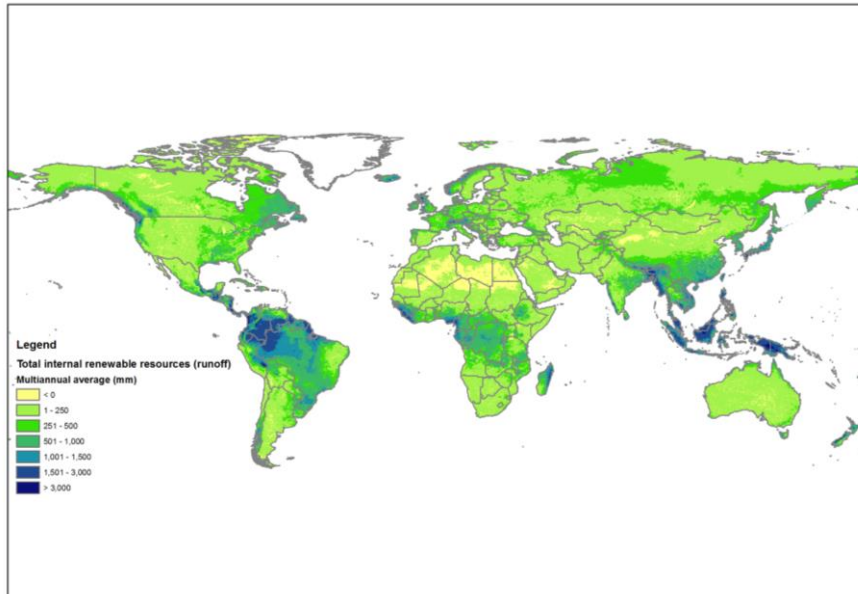 Legend
Total internal renewable resources (runoff)
Multiannual average (mm)
< 0
1 - 250
251 - 500
501 - 1,000
1,001 - 1,500
1,501 - 3,000
> 3,000